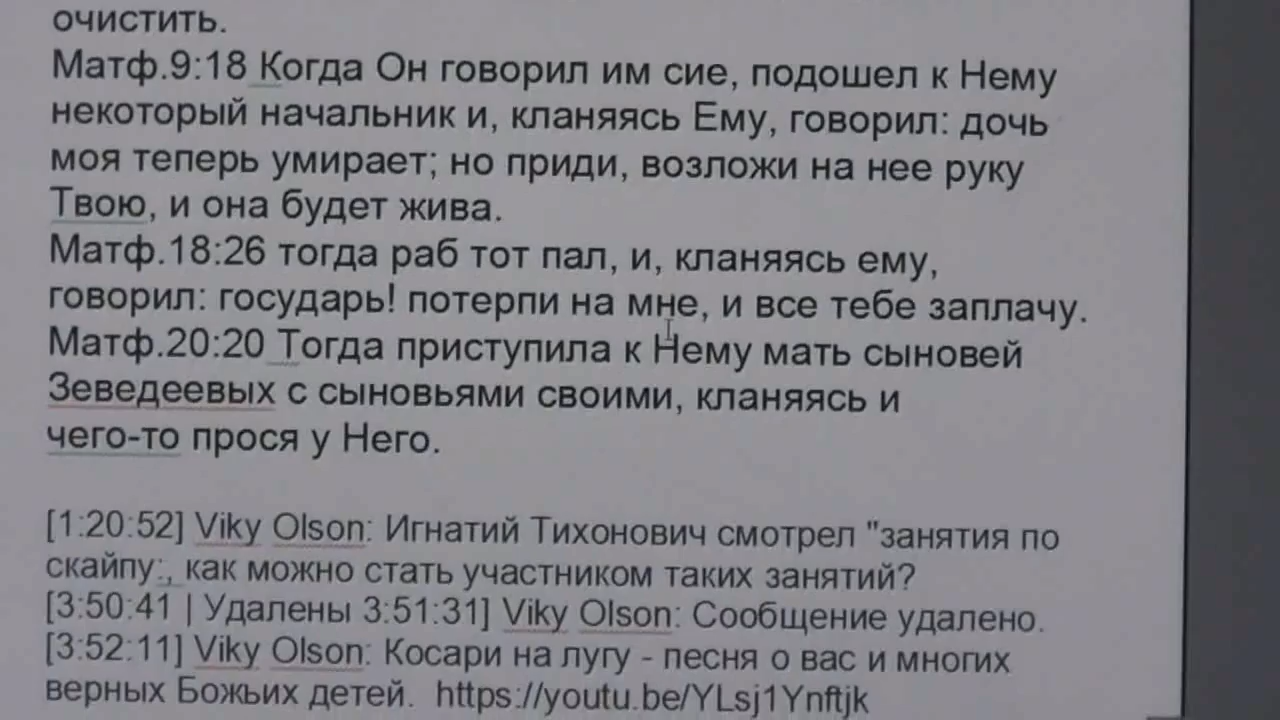 очистить.
Матф.9:18 Когда Он говорил им сие, подошел к Нему
некоторый начальник и, кланяясь Ему, говорил: дочь
моя теперь умирает; но приди, возложи на нее руку
Твою, и она будет жива.
Матф.18:26 тогда раб тот пал, и, кланяясь ему,
говорил: государь! потерпи на мне, и все тебе заплачу.
Матф.20:20 Тогда приступила к Нему мать сыновей
Зеведеевых с сыновьями своими, кланяясь и
чего-то прося у Него.
[1:20:52] Viky Olson: Игнатий Тихонович смотрел "занятия по
скайпу:, как можно стать участником таких занятий?
[3:50:41 | Удалены 3:51:31] Viky Olson: Сообщение удалено.
[3:52:11] Viky Olson: Косари на лугу - песня о вас и многих
верных Божьих детей. https://youtu.be/YLsj1Ynftjk